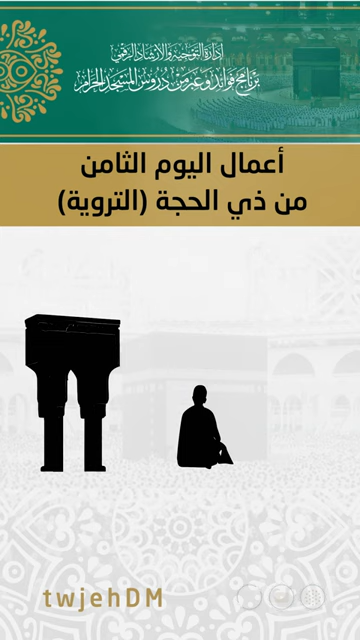 إدارة التوجيه والإرشاد الرقمي
برنامج فوائد وعبر من دروس المسجد الحرام
أعمال اليوم الثامن
من ذي الحجة (التروية)
twjehDM